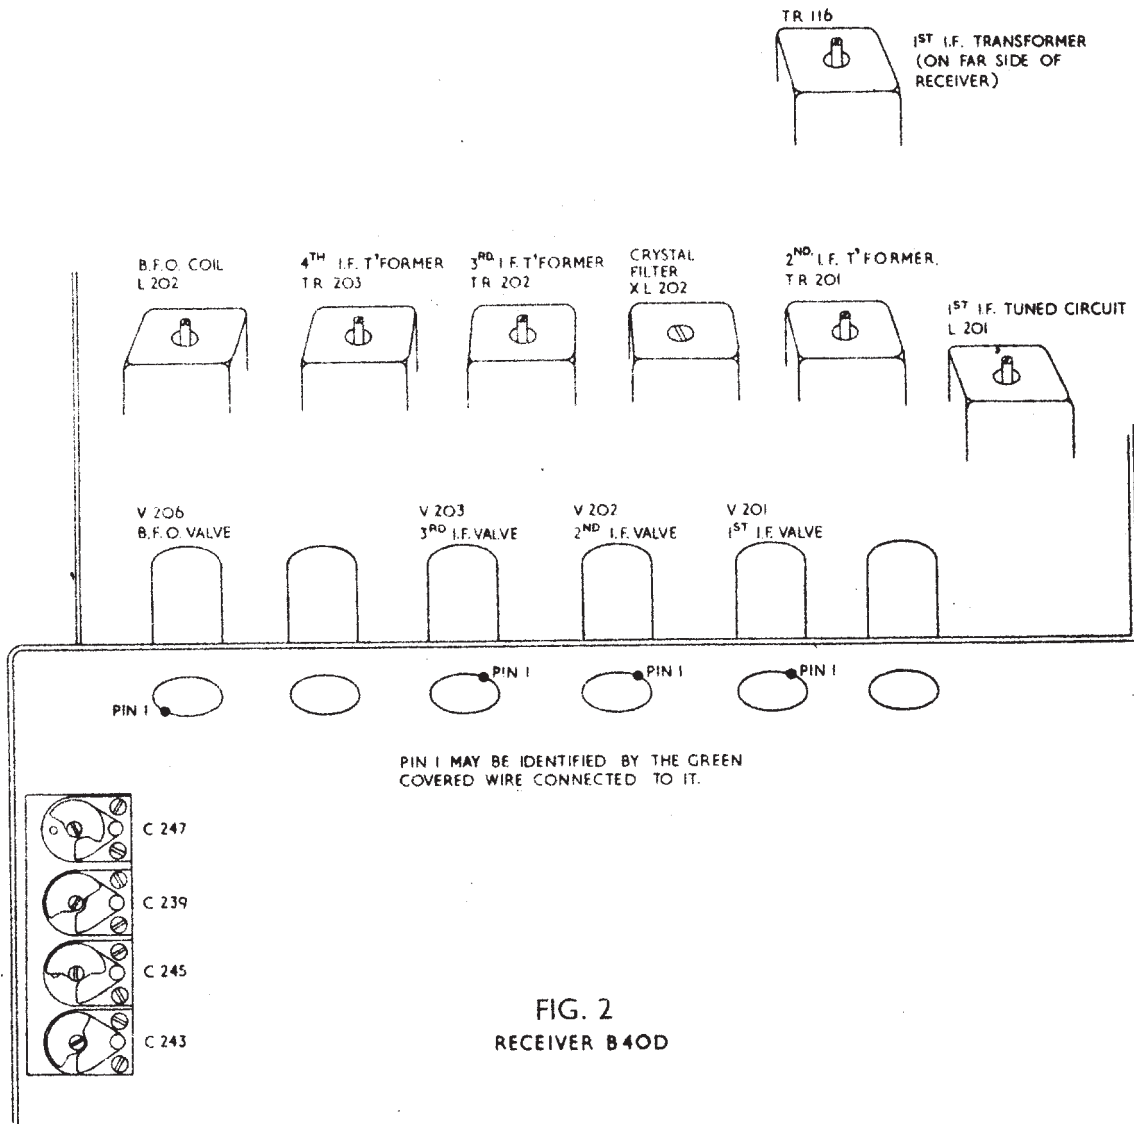 TR 116
1ST I.F. TRANSFORMER
(ON FAR SIDE OF
RECEIVER)
B.F.O. COIL
L 202
4TH I.F. T'FORMER
TR 203
3RD I.F. T'FORMER
TR 202
CRYSTAL
FILTER
XL 202
2ND. I.F. T'FORMER.
TR 201
1ST I.F. TUNED CIRCUIT
L 201
V 206
B.F.O. VALVE
V 203
3RD I.F. VALVE
V 202
2ND I.F. VALVE
V 201
1ST I.F. VALVE
PIN 1
PIN 1
PIN 1
PIN 1
PIN 1 MAY BE IDENTIFIED BY THE GREEN
COVERED WIRE CONNECTED TO IT.
C 247
C 239
C 245
C 243
FIG. 2
RECEIVER B40D